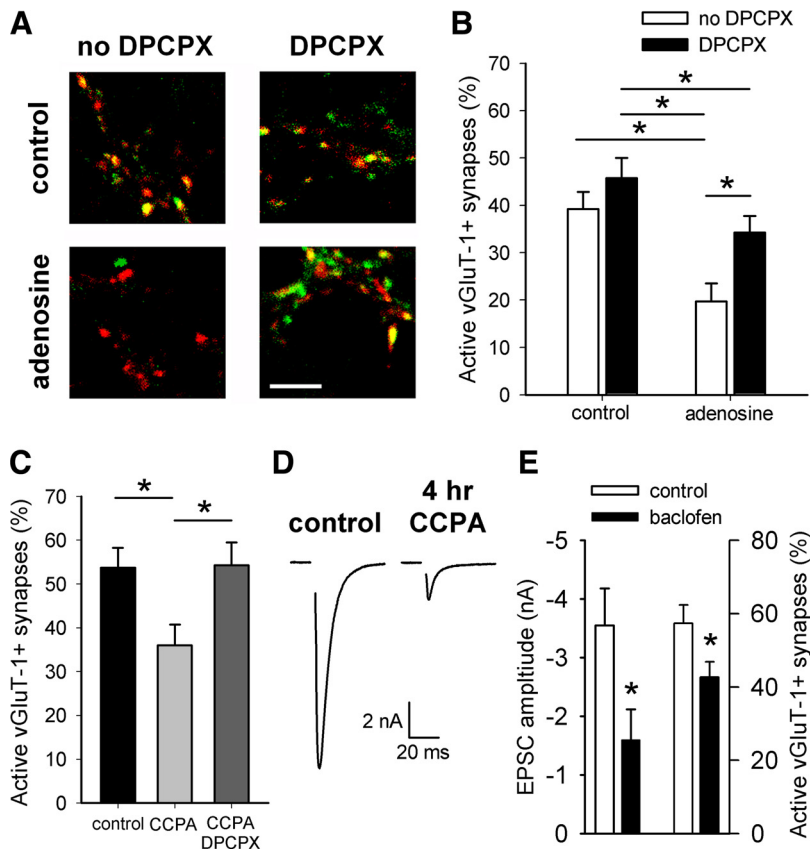 A
no DPCPX
DPCPX
control
adenosine
B
no DPCPX
DPCPX
Active vGluT-1+ synapses (%)
70
60
50
40
30
20
10
0
*
*
*
*
control
adenosine
C
Active vGluT-1+ synapses (%)
70
60
50
40
30
20
10
0
*
*
control
CCPA
CCPA
DPCPX
D
control
4 hr
CCPA
2 nA
20 ms
E
control
baclofen
EPSC ampltiude (nA)
-5
-4
-3
-2
-1
0
*
*
80
60
40
20
0
Active vGluT-1+ synapses (%)